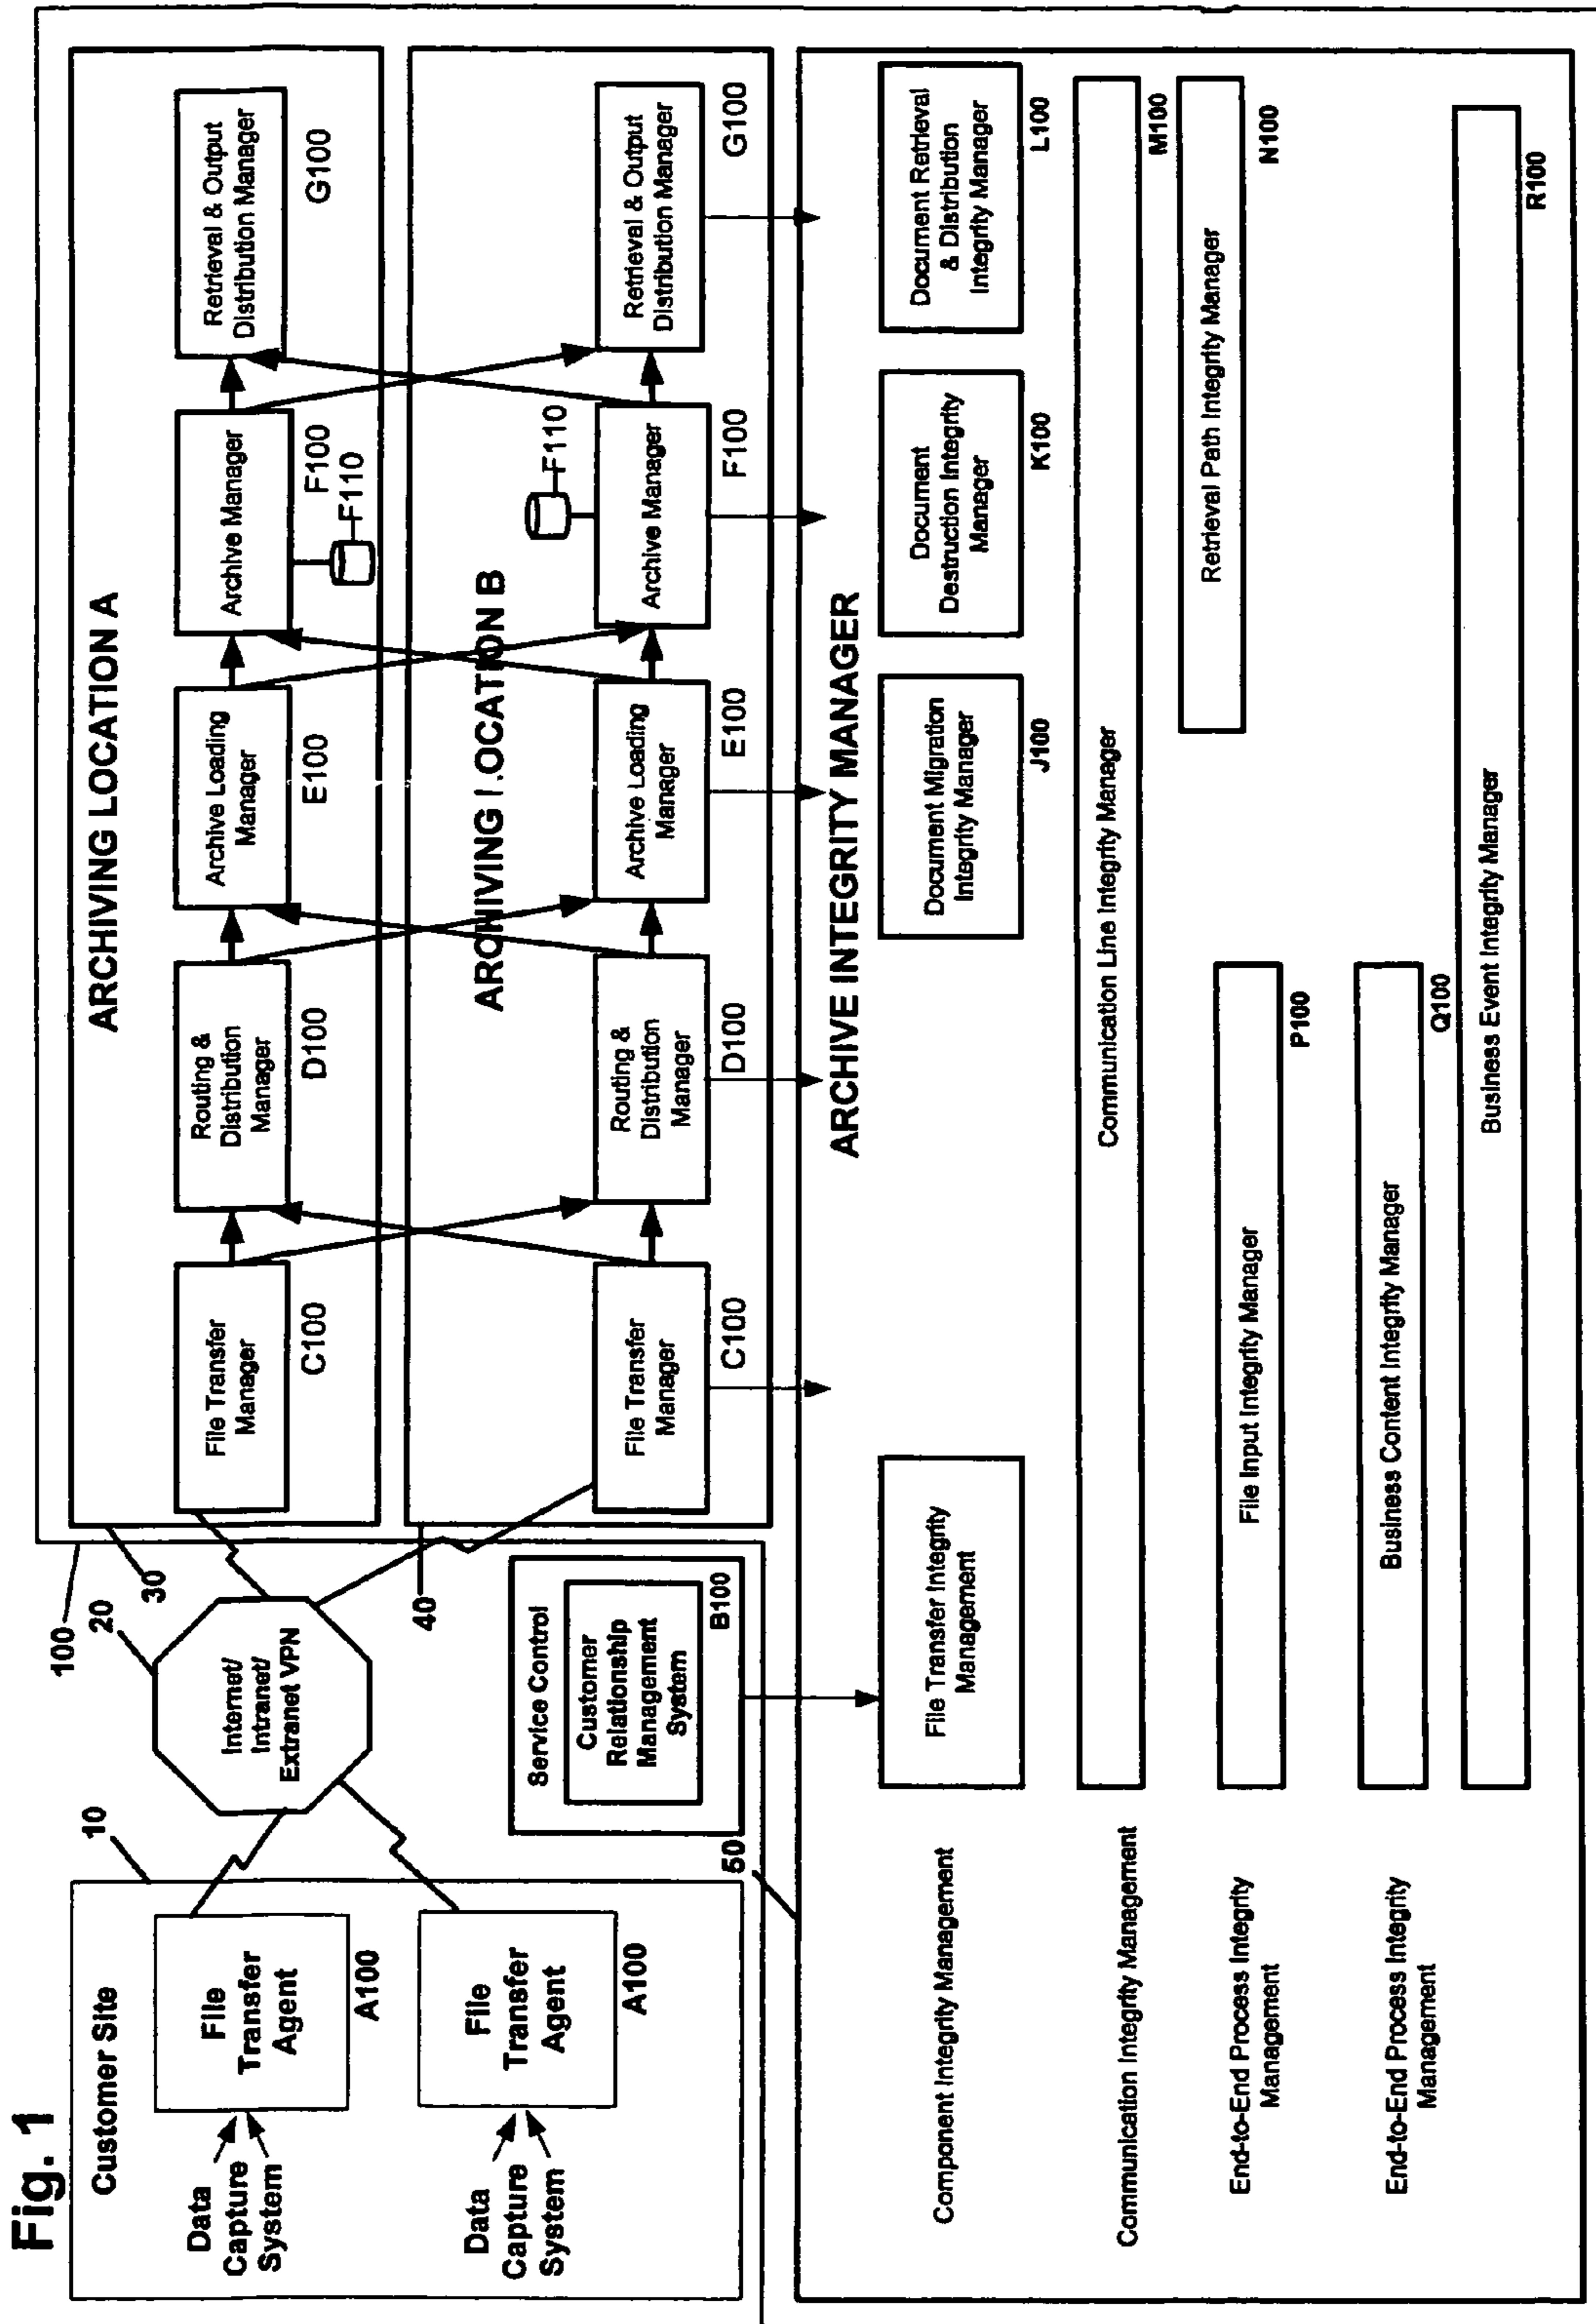 Fig. 1
Customer Site
10
Data
Capture
System
File
Transfer
Agent
A100
Data
Capture
System
File
Transfer
Agent
A100
20
Internet/
Intranet/
Extranet VPN
100
30
40
Service Control
Customer
Relationship
Management
System
B100
ARCHIVING LOCATION A
File Transfer
Manager
C100
Routing &
Distribution
Manager
D100
Archive Loading
Manager
E100
Archive Manager
F100
F110
Retrieval & Output
Distribution Manager
G100
ARCHIVING LOCATION B
File Transfer
Manager
C100
Routing &
Distribution
Manager
D100
Archive Loading
Manager
E100
F110
Archive Manager
F100
Retrieval & Output
Distribution Manager
G100
50
ARCHIVE INTEGRITY MANAGER
Component Integrity Management
File Transfer Integrity
Management
Document Migration
Integrity Manager
J100
Document
Destruction Integrity
Manager
K100
Document Retrieval
& Distribution
Integrity Manager
L100
Communication Integrity Management
Communication Line Integrity Manager
M100
End-to-End Process Integrity
Management
File Input Integrity Manager
P100
Retrieval Path Integrity Manager
N100
End-to-End Process Integrity
Management
Business Content Integrity Manager
Q100
Business Event Integrity Manager
R100